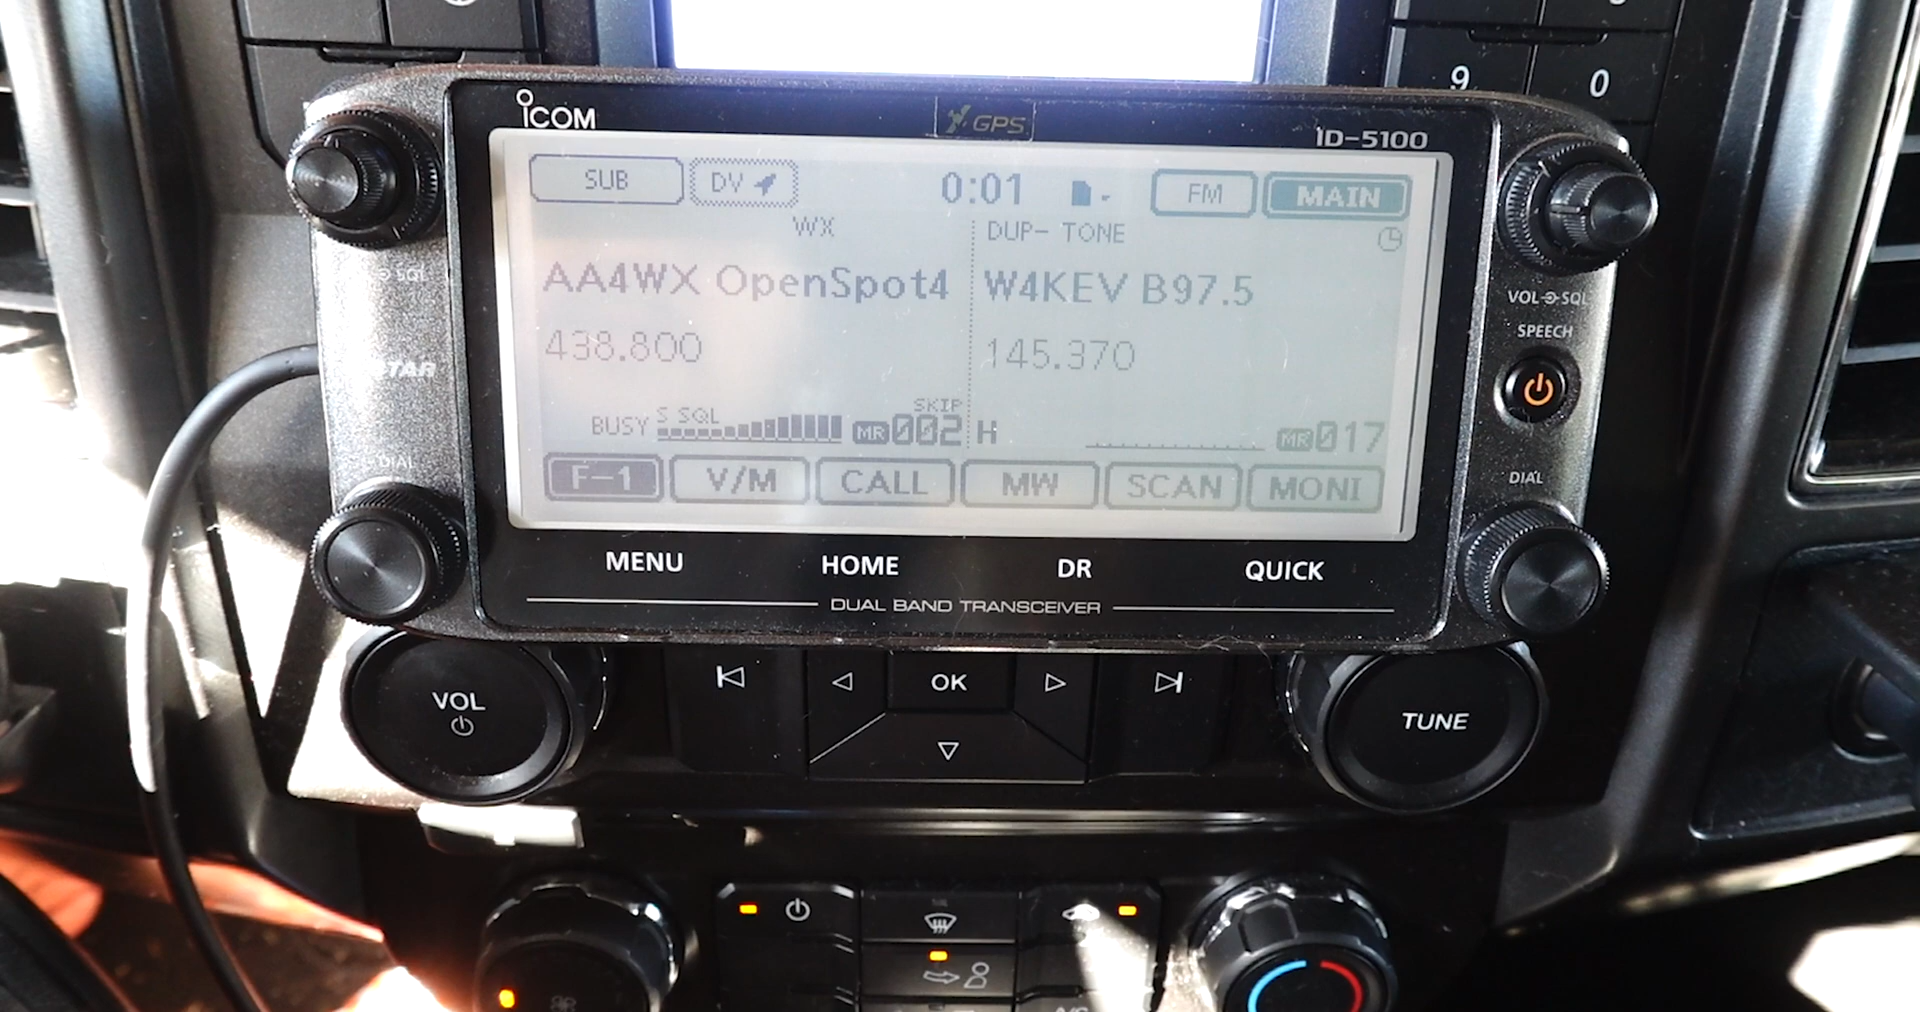 9 0
ICOM
GPS
ID-5100
SUB DV 0:01 FM MAIN
WX
DUP- TONE
AA4WX OpenSpot4
W4KEV B97.5
438.800
145.370
BUSY S SQL SKIP
MR 002
H
MR 017
F-1 V/M CALL MW SCAN MONI
MENU HOME DR QUICK
DUAL BAND TRANSCEIVER
SQL
STAR
DIAL
VOL SQL
SPEECH
DIAL
VOL
OK
TUNE